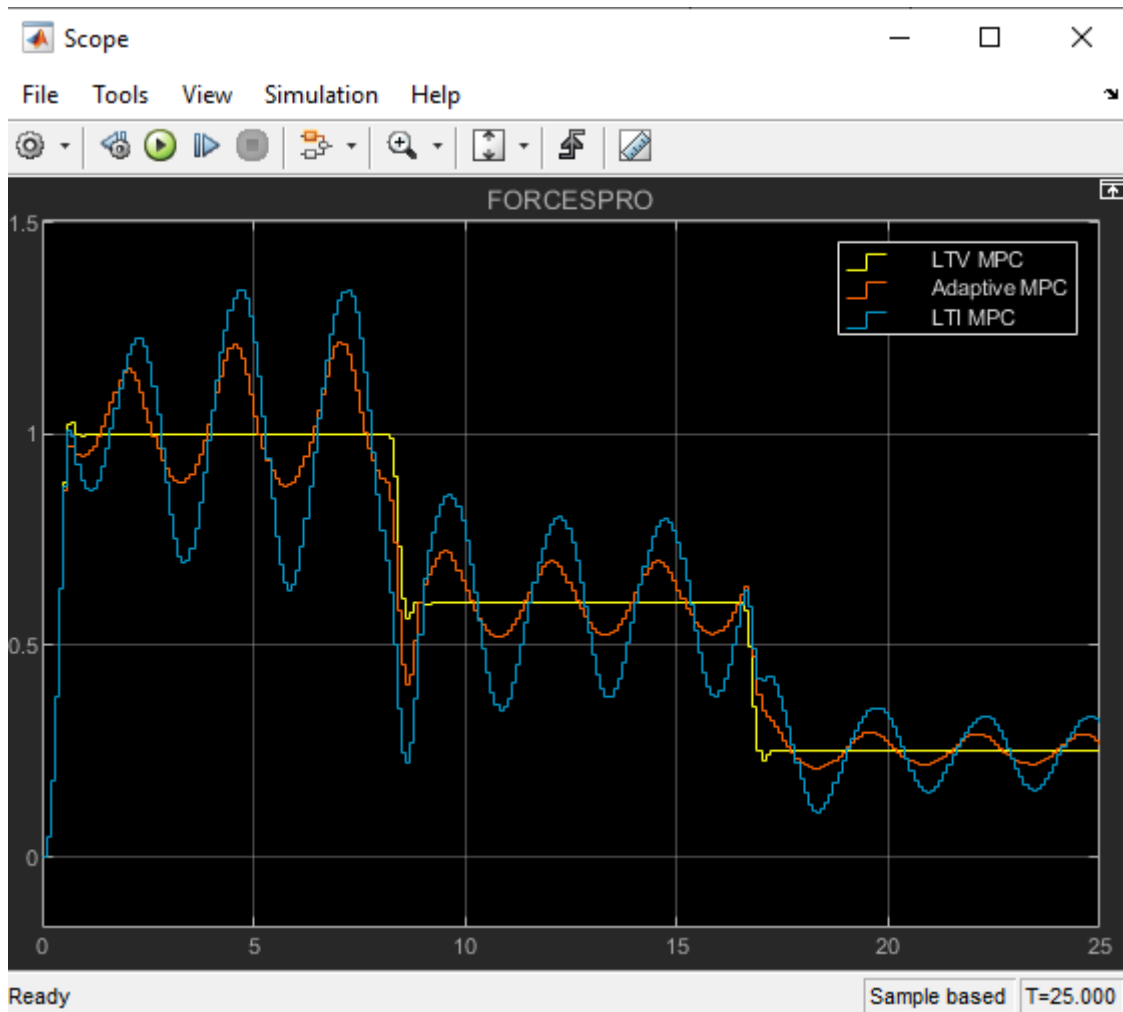 Scope
File Tools View Simulation Help
FORCESPRO
1.5
1
0.5
0
LTV MPC
Adaptive MPC
LTI MPC
0 5 10 15 20 25
Ready
Sample based T=25.000